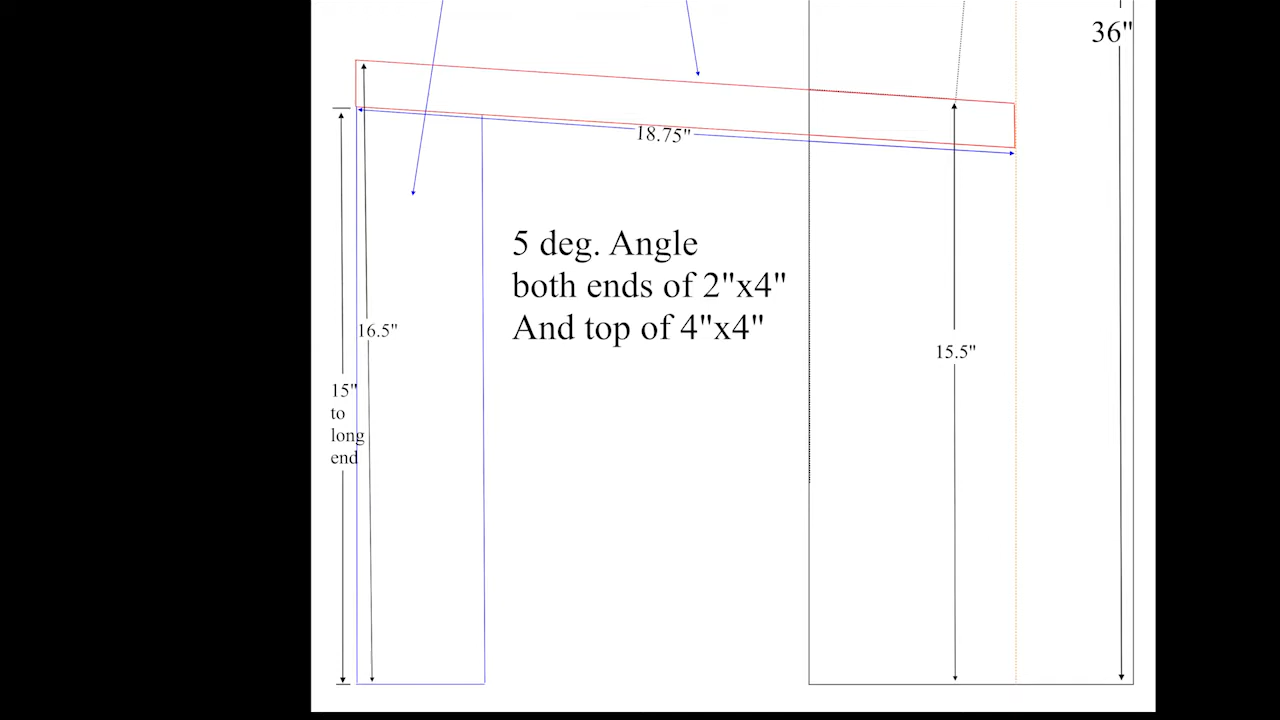 36"
18.75"
5 deg. Angle
both ends of 2"x4"
And top of 4"x4"
16.5"
15.5"
15"
to
long
end